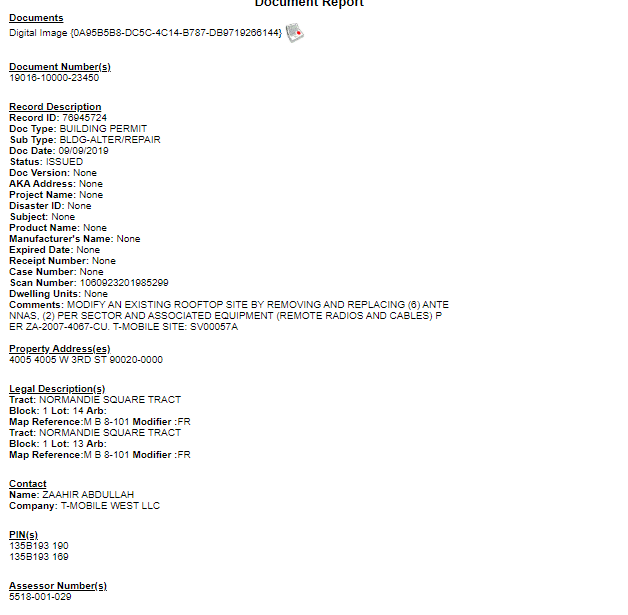 Document Report
Documents
Digital Image {0A95B5B8-DC5C-4C14-B787-DB9719266144}
Document Number(s)
19016-10000-23450
Record Description
Record ID: 76945724
Doc Type: BUILDING PERMIT
Sub Type: BLDG-ALTER/REPAIR
Doc Date: 09/09/2019
Status: ISSUED
Doc Version: None
AKA Address: None
Project Name: None
Disaster ID: None
Subject: None
Product Name: None
Manufacturer's Name: None
Expired Date: None
Receipt Number: None
Case Number: None
Scan Number: 1060923201985299
Dwelling Units: None
Comments: MODIFY AN EXISTING ROOFTOP SITE BY REMOVING AND REPLACING (6) ANTE
NNAS, (2) PER SECTOR AND ASSOCIATED EQUIPMENT (REMOTE RADIOS AND CABLES) P
ER ZA-2007-4067-CU. T-MOBILE SITE: SV00057A
Property Address(es)
4005 4005 W 3RD ST 90020-0000
Legal Description(s)
Tract: NORMANDIE SQUARE TRACT
Block: 1 Lot: 14 Arb:
Map Reference:M B 8-101 Modifier :FR
Tract: NORMANDIE SQUARE TRACT
Block: 1 Lot: 13 Arb:
Map Reference:M B 8-101 Modifier :FR
Contact
Name: ZAAHIR ABDULLAH
Company: T-MOBILE WEST LLC
PIN(s)
135B193 190
135B193 169
Assessor Number(s)
5518-001-029